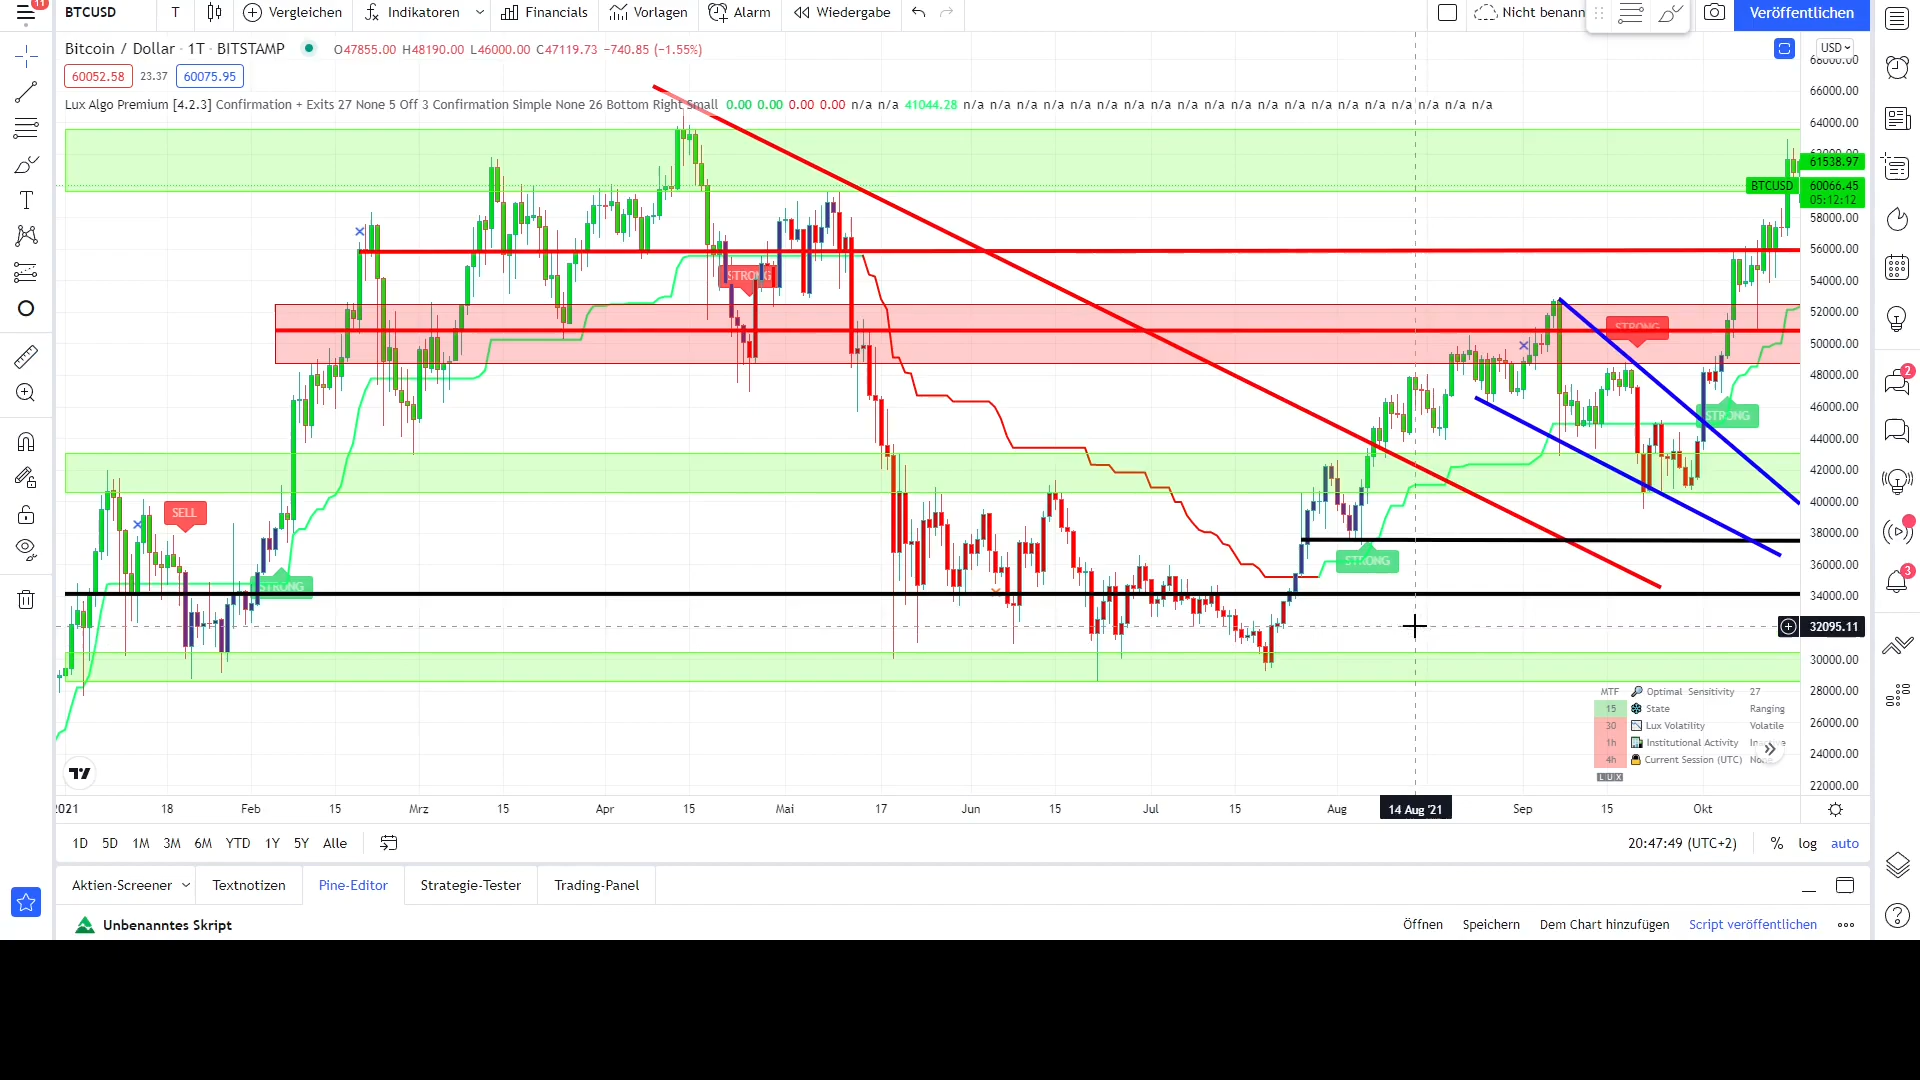 11
BTCUSD T Vergleichen Indikatoren Financials Vorlagen Alarm Wiedergabe Nicht benann Veröffentlichen
Bitcoin / Dollar · 1T · BITSTAMP O47855.00 H48190.00 L46000.00 C47119.73 −740.85 (−1.55%)
60052.58 23.37 60075.95
Lux Algo Premium [4.2.3] Confirmation + Exits 27 None 5 Off 3 Confirmation Simple None 26 Bottom Right Small 0.00 0.00 0.00 0.00 n/a n/a 41044.28 n/a n/a n/a n/a n/a n/a n/a n/a n/a n/a n/a n/a n/a n/a n/a n/a n/a n/a n/a n/a
USD
68000.00
66000.00
64000.00
61538.97
BTCUSD 60066.45
05:12:12
58000.00
56000.00
54000.00
52000.00
50000.00
48000.00
46000.00
44000.00
42000.00
40000.00
38000.00
36000.00
34000.00
32095.11
30000.00
28000.00
26000.00
24000.00
22000.00
STRONG
STRONG
STRONG
SELL
STRONG
STRONG
MTF Optimal Sensitivity 27
15 State Ranging
30 Lux Volatility Volatile
1h Institutional Activity
4h Current Session (UTC)
LUX
2021 18 Feb 15 Mrz 15 Apr 15 Mai 17 Jun 15 Jul 15 Aug 14 Aug '21 Sep 15 Okt
1D 5D 1M 3M 6M YTD 1Y 5Y Alle 20:47:49 (UTC+2) % log auto
Aktien-Screener Textnotizen Pine-Editor Strategie-Tester Trading-Panel
Unbenanntes Skript Öffnen Speichern Dem Chart hinzufügen Script veröffentlichen
2
3